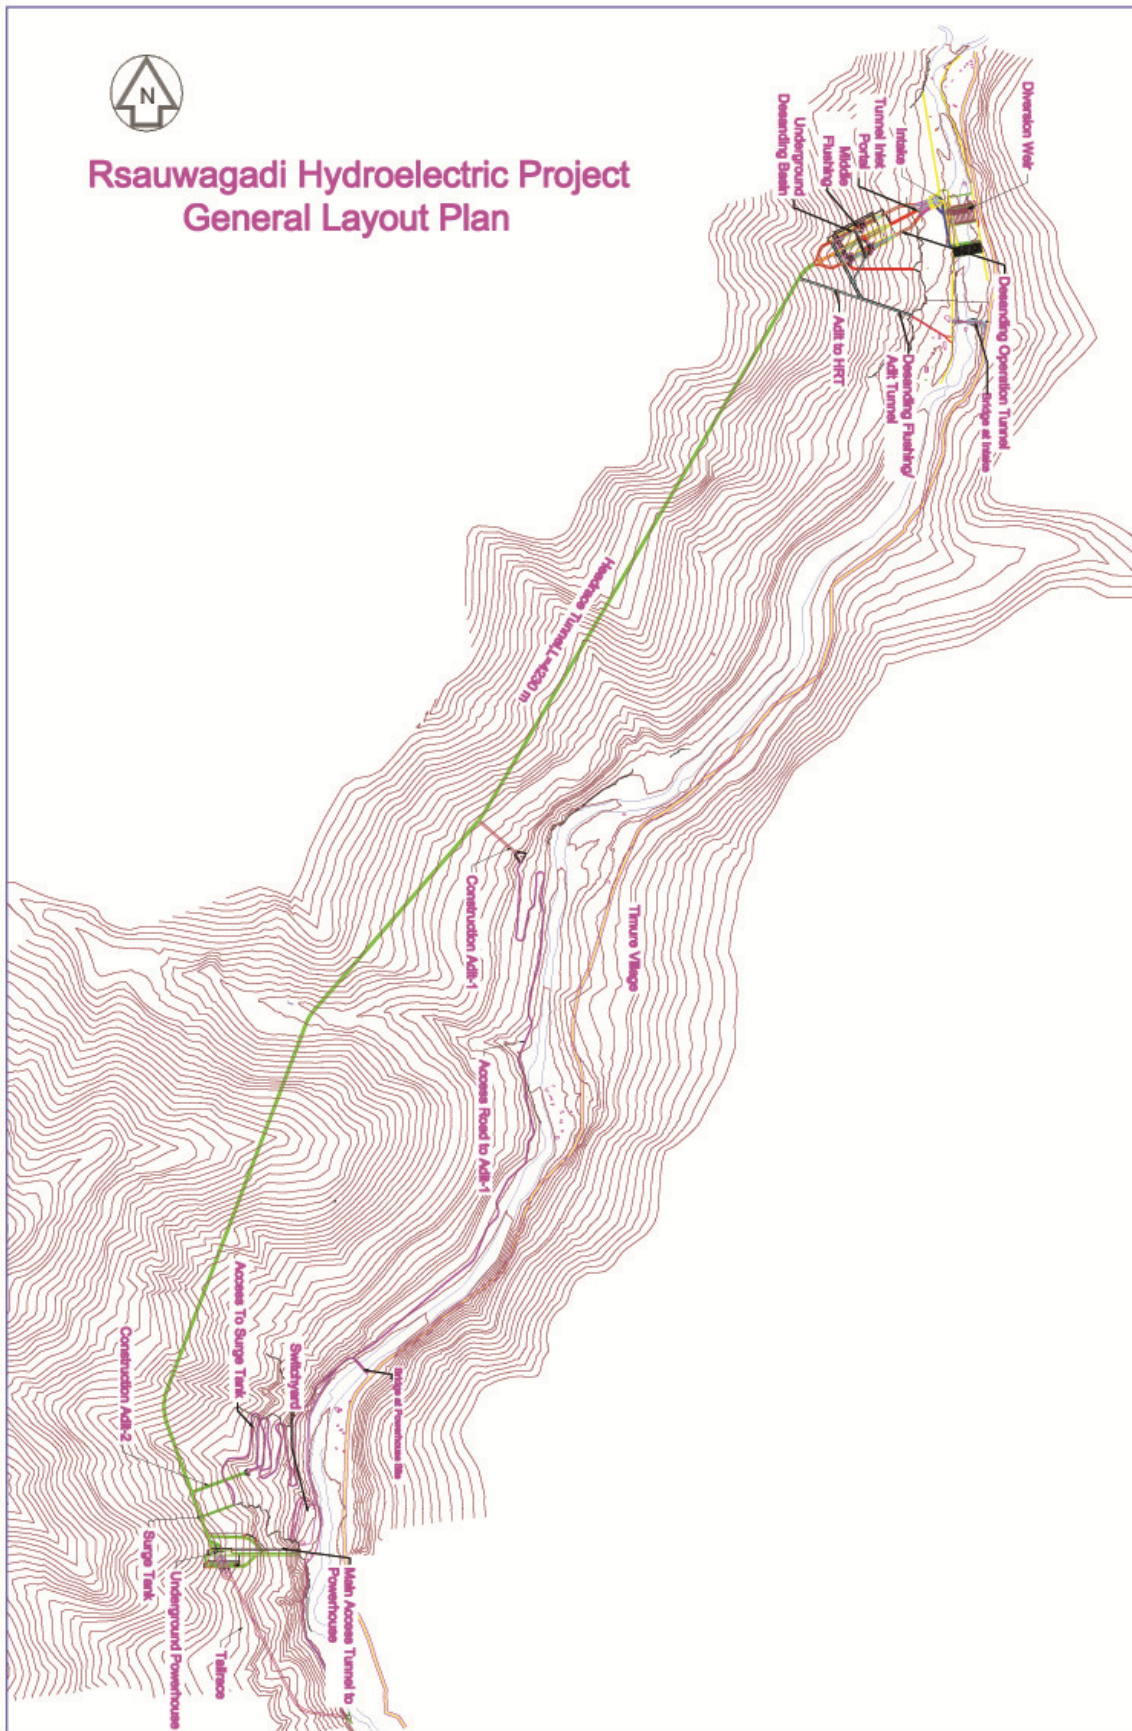 N
Rsauwagadi Hydroelectric Project
General Layout Plan
Diversion Weir
Intake
Tunnel Inlet
Portal
Middle
Flushing
Underground
Desanding Basin
Desanding Operation Tunnel
Bridge at Intake
Desanding Flushing/
Adit Tunnel
Adit to HRT
Headrace Tunnel,L=4230 m
Construction Adit-1
Timure Village
Access Road to Adit-1
Access To Surge Tank
Switchyard
Bridge at Powerhouse Site
Construction Adit-2
Surge Tank
Underground Powerhouse
Tailrace
Main Access Tunnel to
Powerhouse